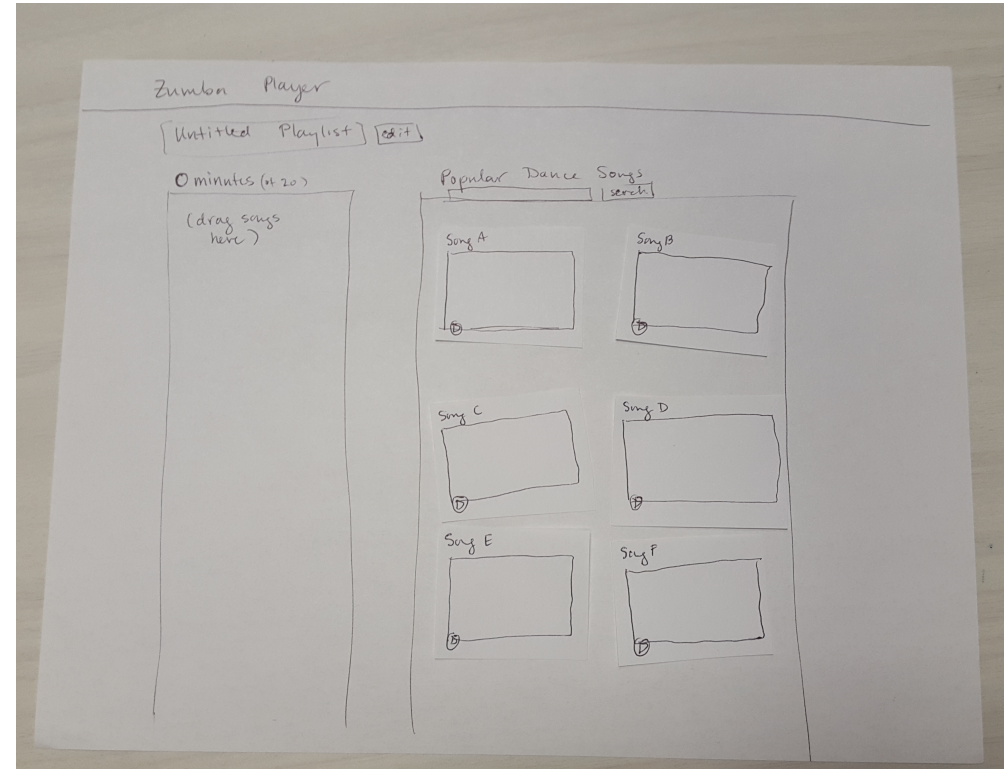 Zumba Player
Untitled Playlist edit
0 minutes (of 20)
(drag songs
here)
Popular Dance Songs
serch
Song A
Song B
Song C
Song D
Song E
Song F